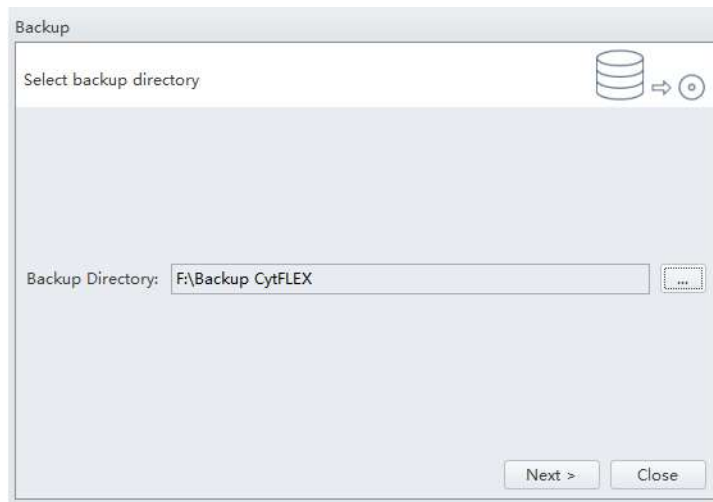 Backup
Select backup directory
Backup Directory: F:\Backup CytFLEX ...
Next > Close